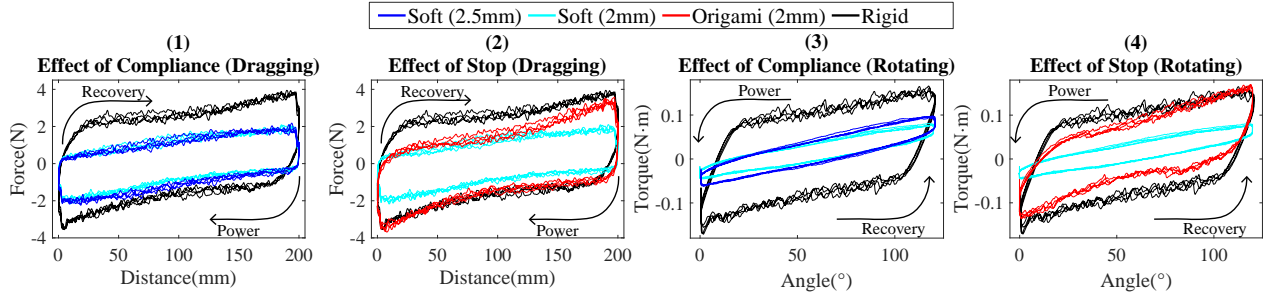 Soft (2.5mm) Soft (2mm) Origami (2mm) Rigid
(1)
Effect of Compliance (Dragging)
4
2
0
-2
-4
Force(N)
Recovery
Power
0 50 100 150 200
Distance(mm)
(2)
Effect of Stop (Dragging)
4
2
0
-2
-4
Force(N)
Recovery
Power
0 50 100 150 200
Distance(mm)
(3)
Effect of Compliance (Rotating)
0.1
0
-0.1
Torque(N·m)
Power
Recovery
0 50 100
Angle(°)
(4)
Effect of Stop (Rotating)
0.1
0
-0.1
Torque(N·m)
Power
Recovery
0 50 100
Angle(°)